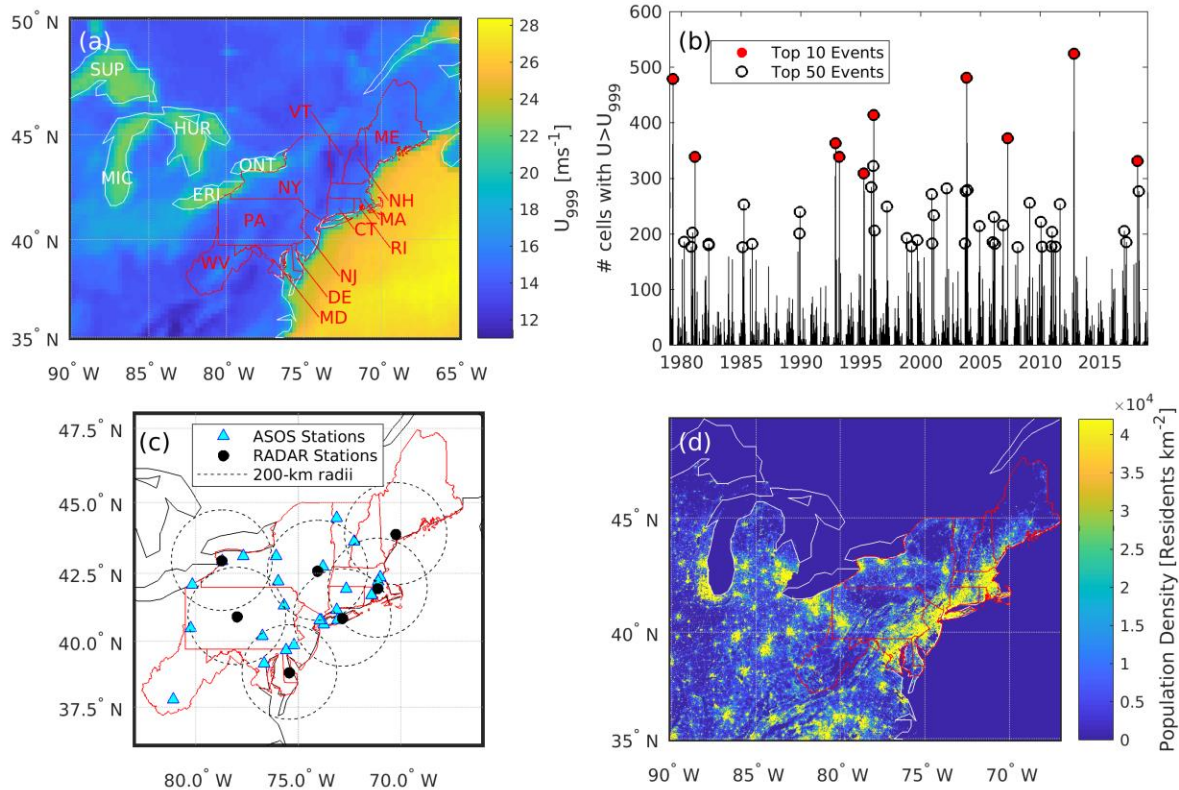 (a)
50° N
45° N
40° N
35° N
90° W
85° W
80° W
75° W
70° W
65° W
SUP
HUR
MIC
ONT
ERI
VT
ME
NY
NH
MA
PA
CT
RI
WV
NJ
DE
MD
28
26
24
22
20
18
16
14
12
U999 [ms-1]
(b)
Top 10 Events
Top 50 Events
# cells with U>U999
600
500
400
300
200
100
0
1980
1985
1990
1995
2000
2005
2010
2015
(c)
ASOS Stations
RADAR Stations
200-km radii
47.5° N
45.0° N
42.5° N
40.0° N
37.5° N
80.0° W
75.0° W
70.0° W
(d)
45° N
40° N
35° N
90° W
85° W
80° W
75° W
70° W
×10^4
4
3.5
3
2.5
2
1.5
1
0.5
0
Population Density [Residents km-2]